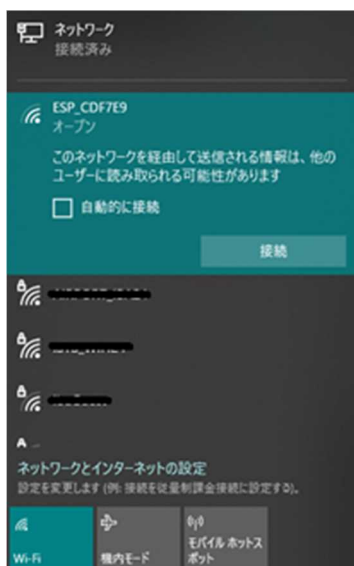 ネットワーク
接続済み
ESP_CDF7E9
オープン
このネットワークを経由して送信される情報は、他の
ユーザーに読み取られる可能性があります
自動的に接続
接続
ネットワークとインターネットの設定
設定を変更します (例: 接続を従量制課金接続に設定する)。
Wi-Fi
機内モード
モバイル ホットス
ポット